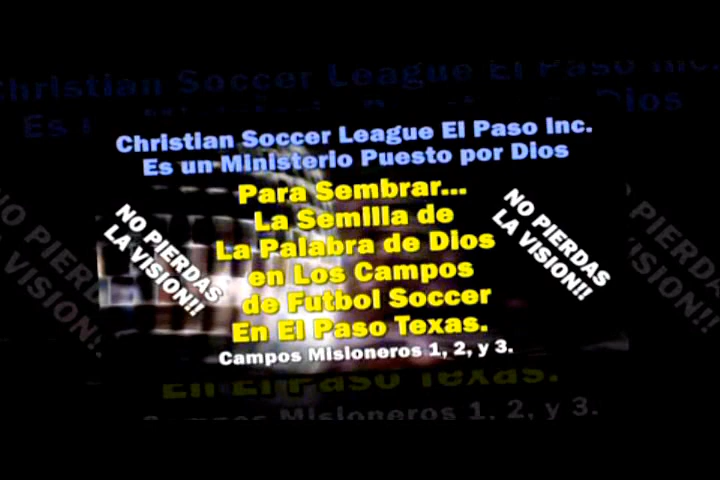 Christian Soccer League El Paso Inc.
Es un Ministerio Puesto por Dios
Para Sembrar...
La Semilla de
La Palabra de Dios
en Los Campos
de Futbol Soccer
En El Paso Texas.
Campos Misioneros 1, 2, y 3.
NO PIERDAS
LA VISION!!
NO PIERDAS
LA VISION!!